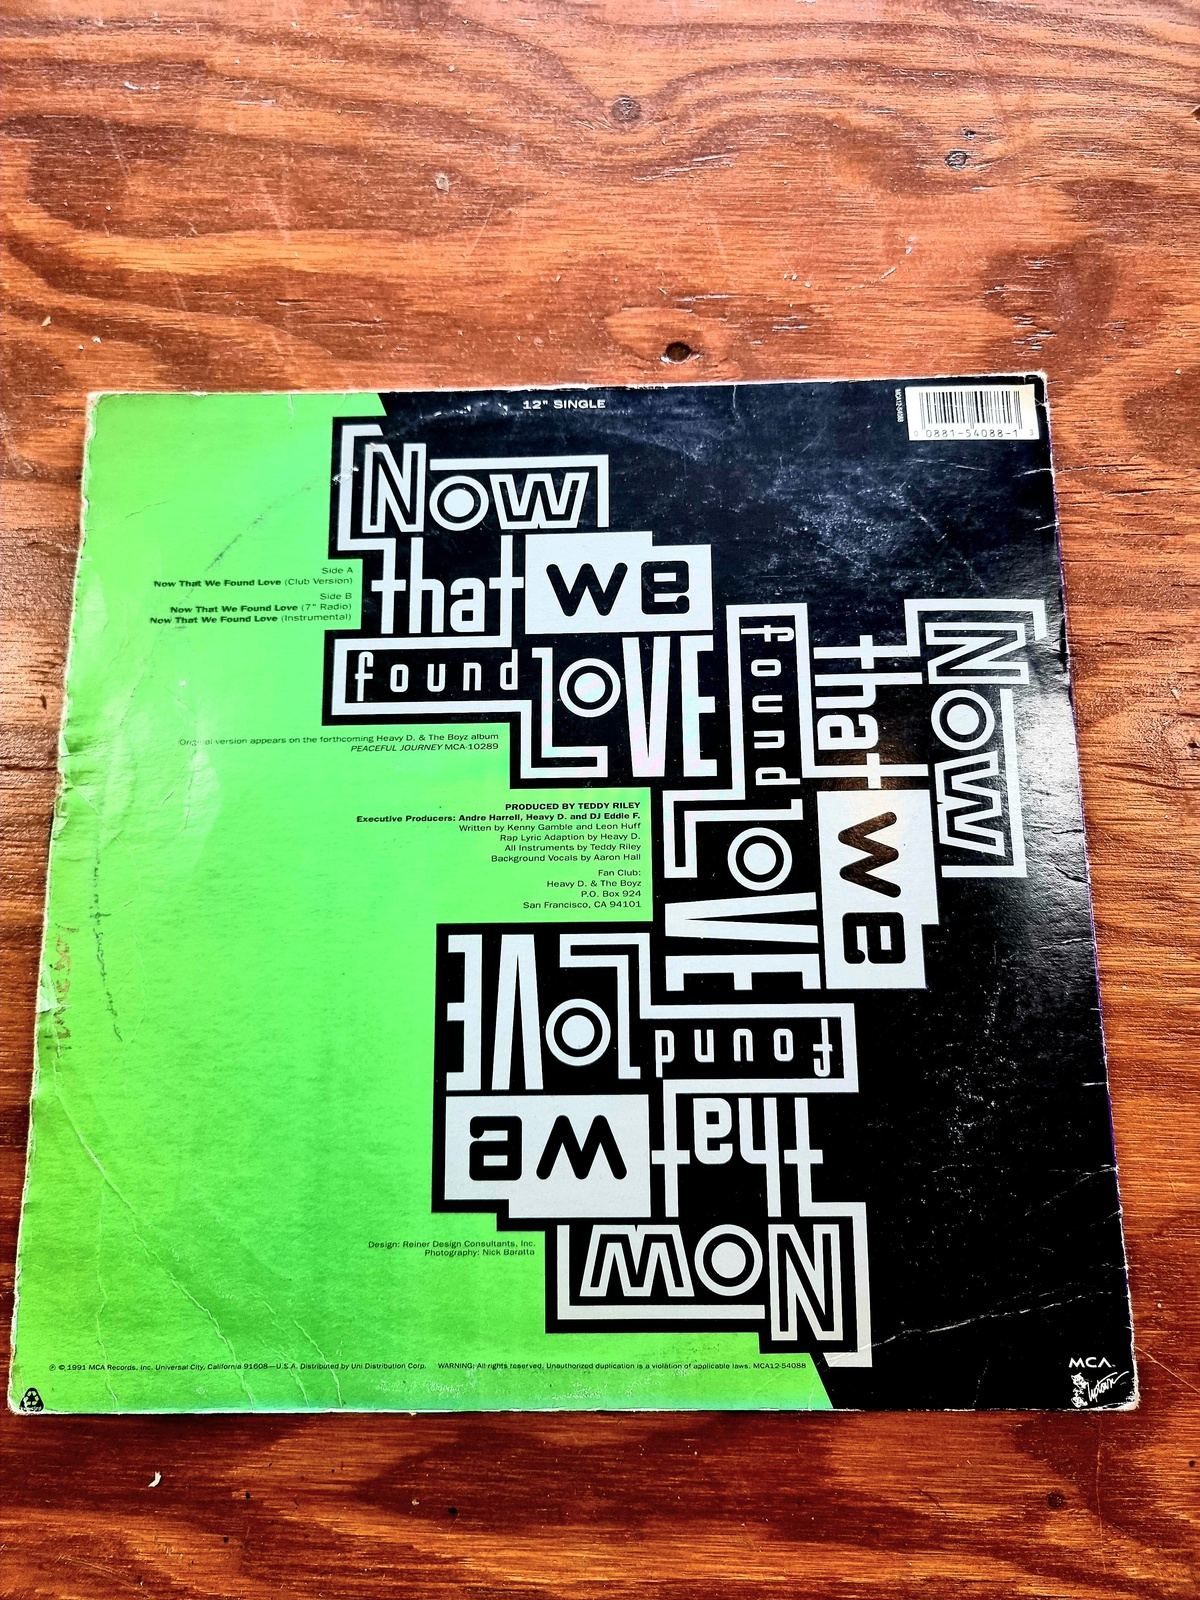 12" SINGLE
MCA12-54088
0 0881-54088-1 3
Now
that we
found LOVE
Side A
Now That We Found Love (Club Version)
Side B
Now That We Found Love (7" Radio)
Now That We Found Love (Instrumental)
Original version appears on the forthcoming Heavy D. & The Boyz album
PEACEFUL JOURNEY MCA-10289
PRODUCED BY TEDDY RILEY
Executive Producers: Andre Harrell, Heavy D. and DJ Eddie F.
Written by Kenny Gamble and Leon Huff
Rap Lyric Adaption by Heavy D.
All Instruments by Teddy Riley
Background Vocals by Aaron Hall
Fan Club:
Heavy D. & The Boyz
P.O. Box 924
San Francisco, CA 94101
Now
that we
found LOVE
Now
that we
found LOVE
Design: Reiner Design Consultants, Inc.
Photography: Nick Baratta
℗ © 1991 MCA Records, Inc. Universal City, California 91608—U.S.A. Distributed by Uni Distribution Corp. WARNING: All rights reserved. Unauthorized duplication is a violation of applicable laws. MCA12-54088
MCA
Uptown